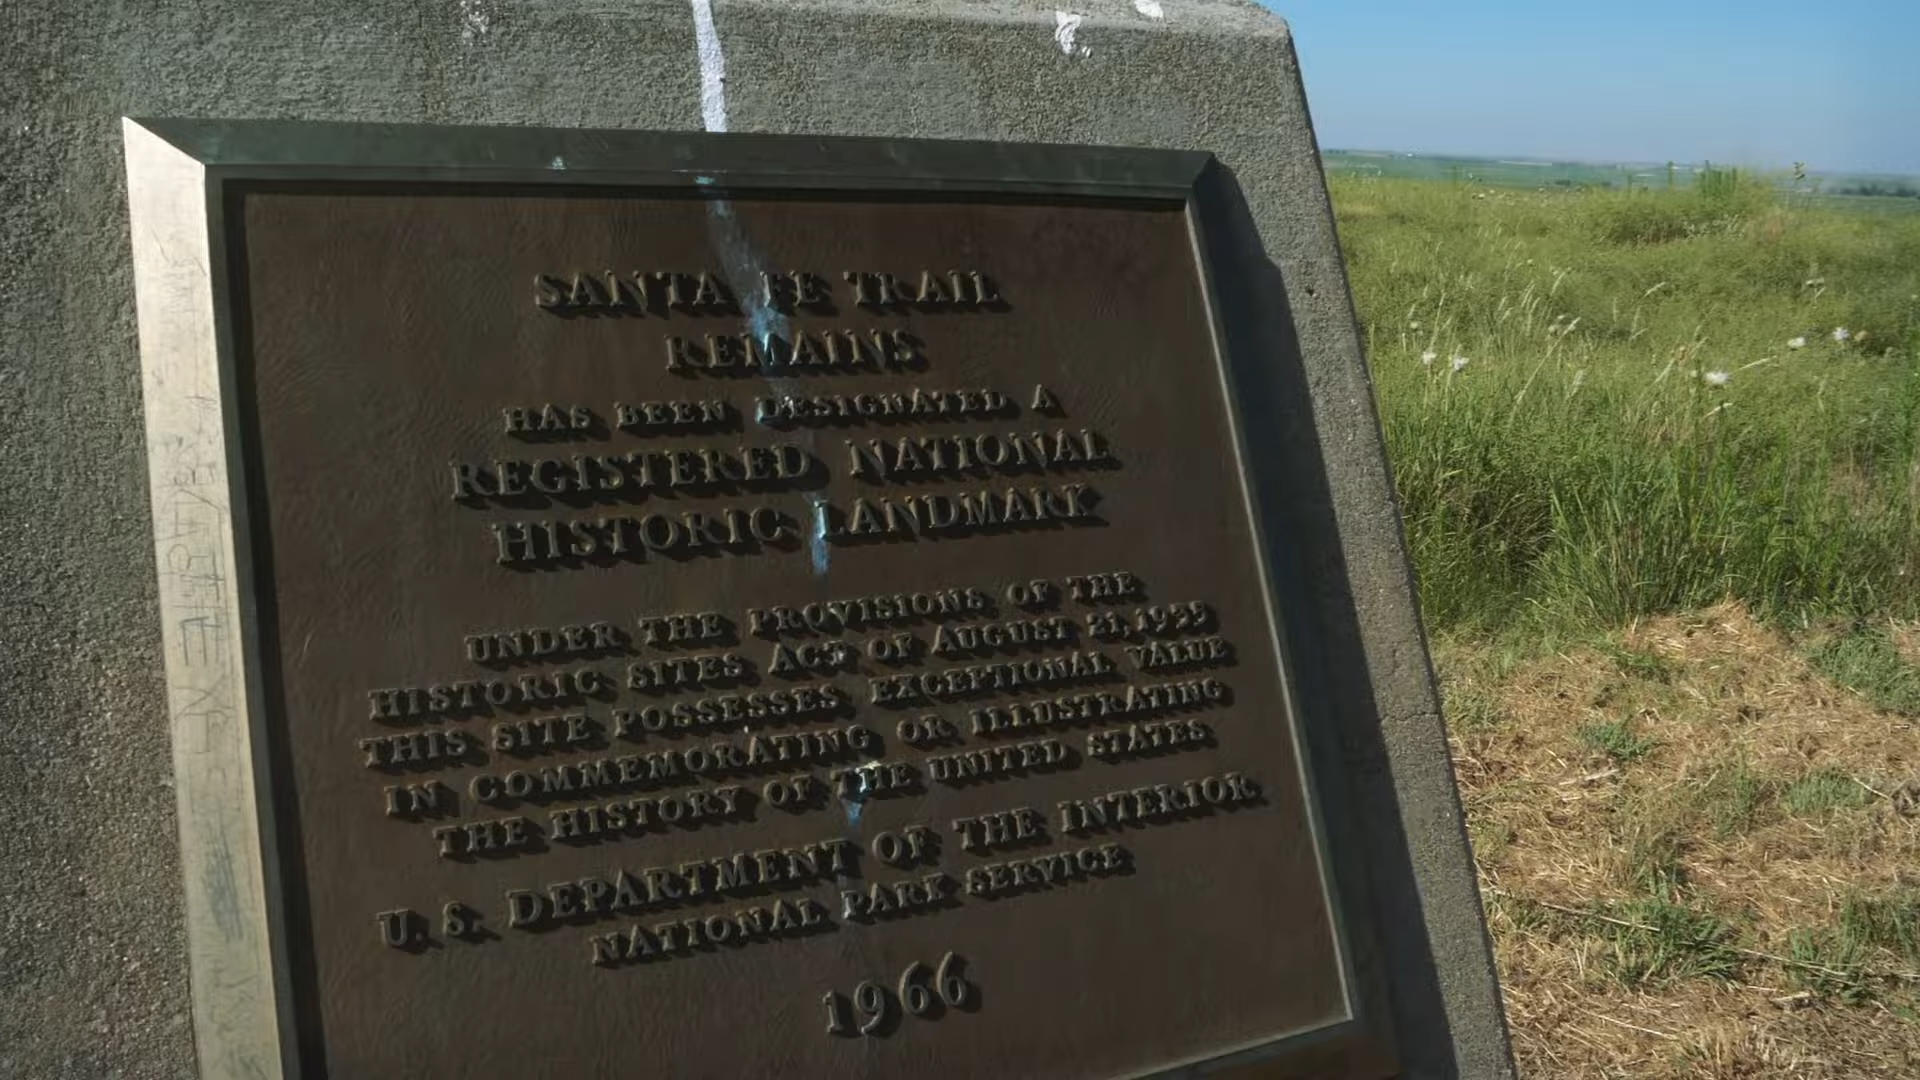 SANTA FE TRAIL
REMAINS
HAS BEEN DESIGNATED A
REGISTERED NATIONAL
HISTORIC LANDMARK
UNDER THE PROVISIONS OF THE
HISTORIC SITES ACT OF AUGUST 21, 1935
THIS SITE POSSESSES EXCEPTIONAL VALUE
IN COMMEMORATING OR ILLUSTRATING
THE HISTORY OF THE UNITED STATES
U. S. DEPARTMENT OF THE INTERIOR
NATIONAL PARK SERVICE
1966